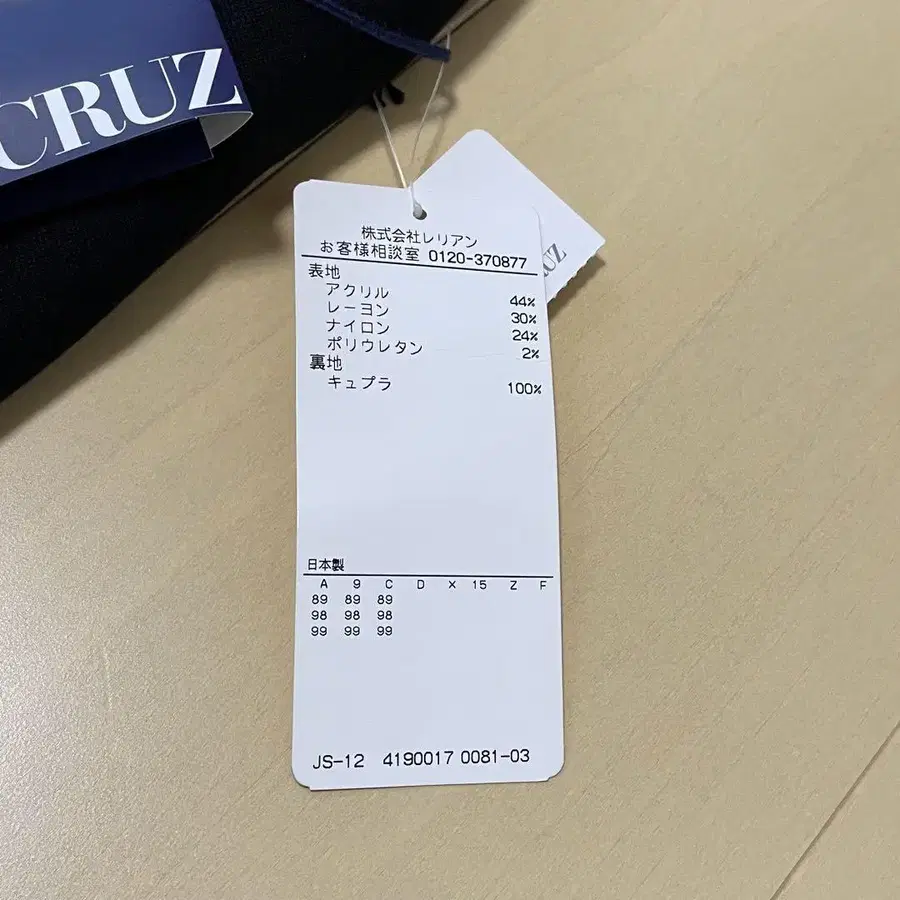 CRUZ
株式会社レリアン
お客様相談室 0120-370877
表地
アクリル 44%
レーヨン 30%
ナイロン 24%
ポリウレタン 2%
裏地
キュプラ 100%
日本製
A 9 C D X 15 Z F
89 89 89
98 98 98
99 99 99
JS-12 4190017 0081-03
UZ